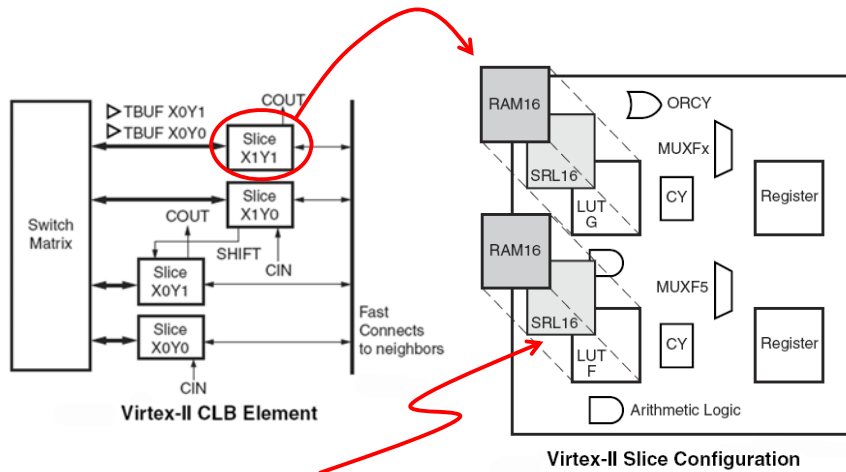 COUT
TBUF X0Y1
TBUF X0Y0
Slice
X1Y1
Slice
X1Y0
Switch
Matrix
COUT
SHIFT
CIN
Slice
X0Y1
Slice
X0Y0
CIN
Fast
Connects
to neighbors
Virtex-II CLB Element
RAM16
ORCY
MUXFx
SRL16
LUT
G
CY
Register
RAM16
MUXF5
SRL16
LUT
F
CY
Register
Arithmetic Logic
Virtex-II Slice Configuration